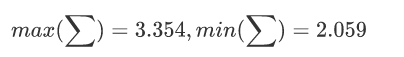 max(∑) = 3.354, min(∑) = 2.059